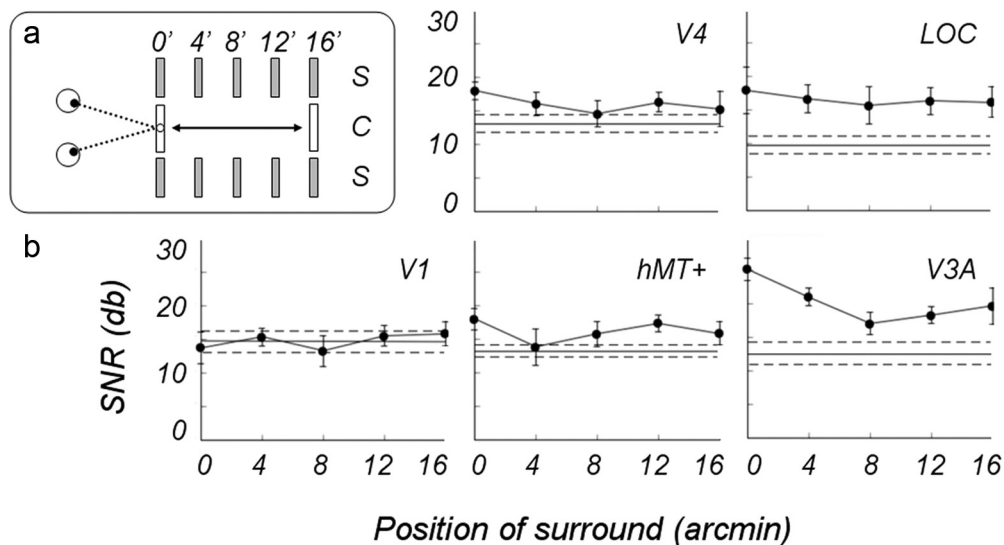 a
0' 4' 8' 12' 16'
S
C
S
30
20
10
0
V4
LOC
b
SNR (db)
30
20
10
0
V1
hMT+
V3A
0 4 8 12 16
0 4 8 12 16
0 4 8 12 16
Position of surround (arcmin)